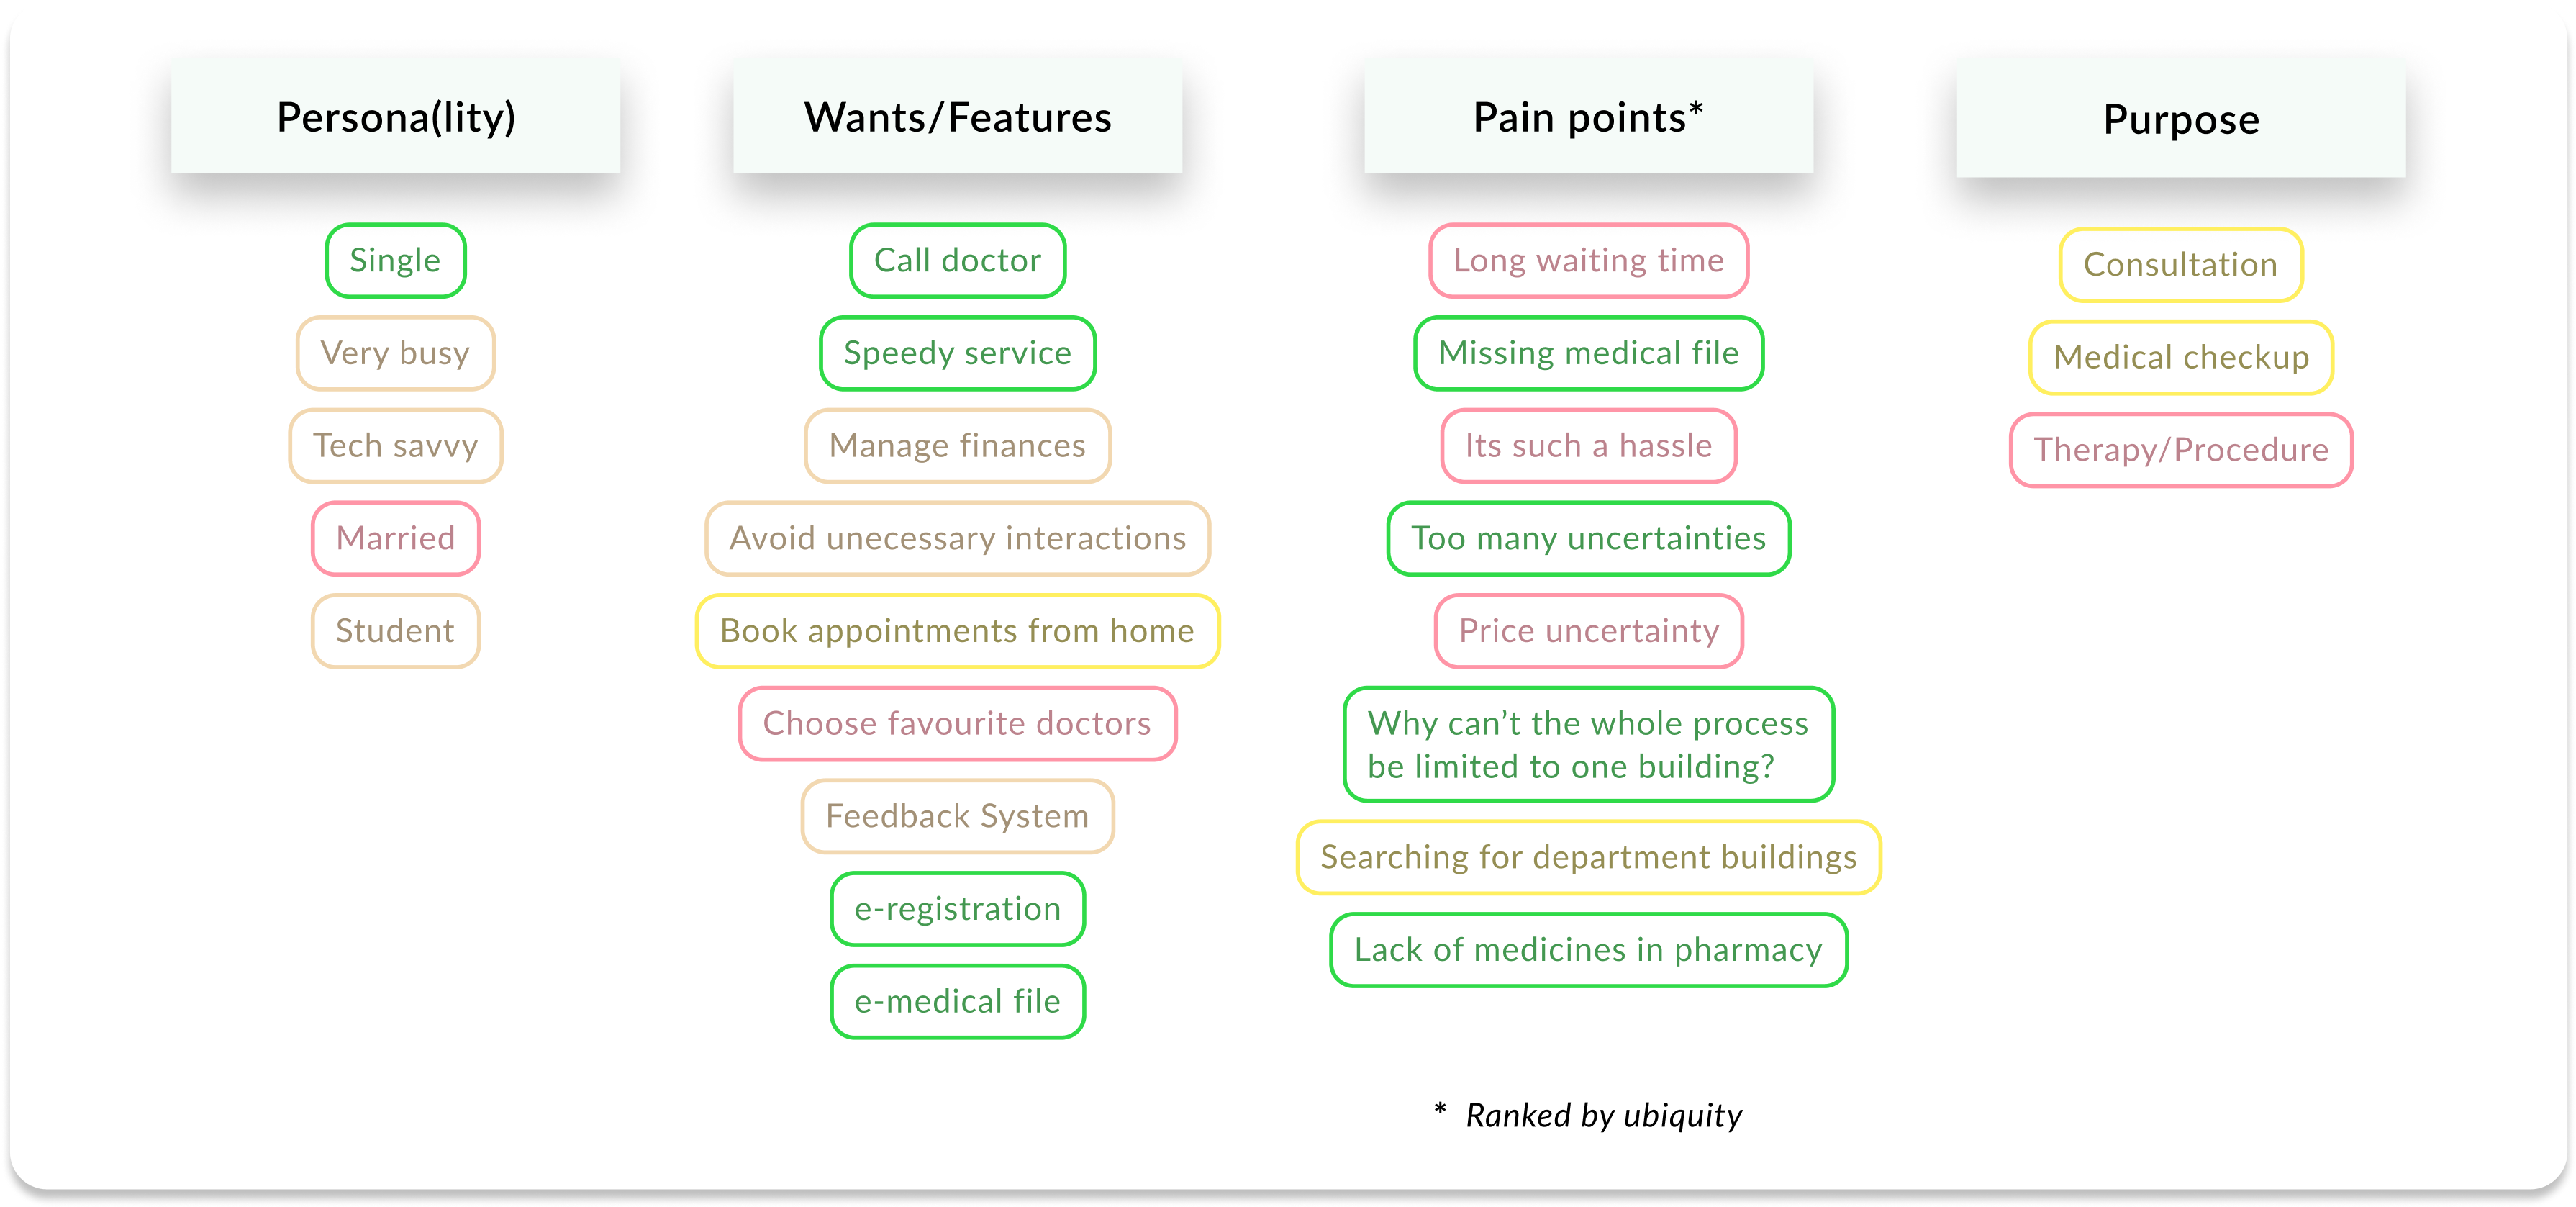 Persona(lity)
Single
Very busy
Tech savvy
Married
Student
Wants/Features
Call doctor
Speedy service
Manage finances
Avoid unecessary interactions
Book appointments from home
Choose favourite doctors
Feedback System
e-registration
e-medical file
Pain points*
Long waiting time
Missing medical file
Its such a hassle
Too many uncertainties
Price uncertainty
Why can’t the whole process
be limited to one building?
Searching for department buildings
Lack of medicines in pharmacy
* Ranked by ubiquity
Purpose
Consultation
Medical checkup
Therapy/Procedure